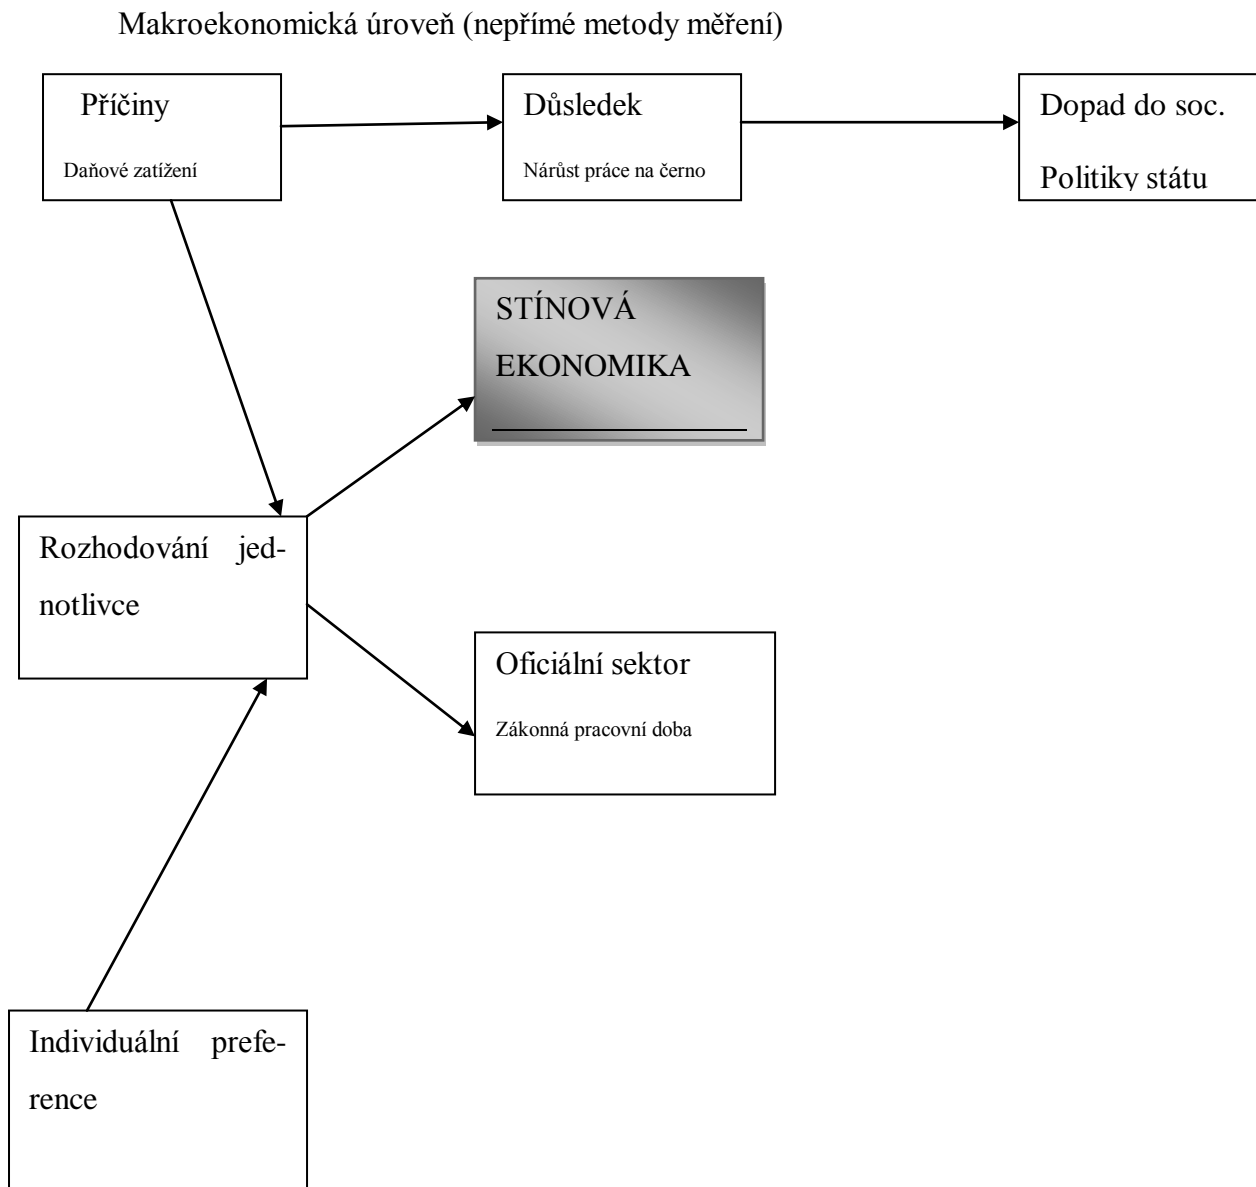 Makroekonomická úroveň (nepřímé metody měření)
Příčiny
Daňové zatížení
Důsledek
Nárůst práce na černo
Dopad do soc.
Politiky státu
STÍNOVÁ
EKONOMIKA
Rozhodování jed-
notlivce
Oficiální sektor
Zákonná pracovní doba
Individuální prefe-
rence